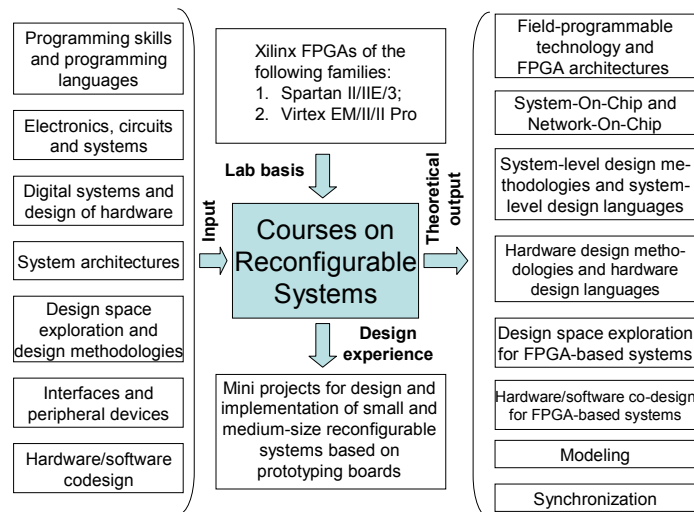 Programming skills
and programming
languages
Electronics, circuits
and systems
Digital systems and
design of hardware
System architectures
Design space
exploration and
design methodologies
Interfaces and
peripheral devices
Hardware/software
codesign
Input
Xilinx FPGAs of the
following families:
1. Spartan II/IIE/3;
2. Virtex EM/II/II Pro
Lab basis
Courses on
Reconfigurable
Systems
Design
experience
Mini projects for design and
implementation of small and
medium-size reconfigurable
systems based on
prototyping boards
Theoretical
output
Field-programmable
technology and
FPGA architectures
System-On-Chip and
Network-On-Chip
System-level design me-
thodologies and system-
level design languages
Hardware design metho-
dologies and hardware
design languages
Design space exploration
for FPGA-based systems
Hardware/software co-design
for FPGA-based systems
Modeling
Synchronization